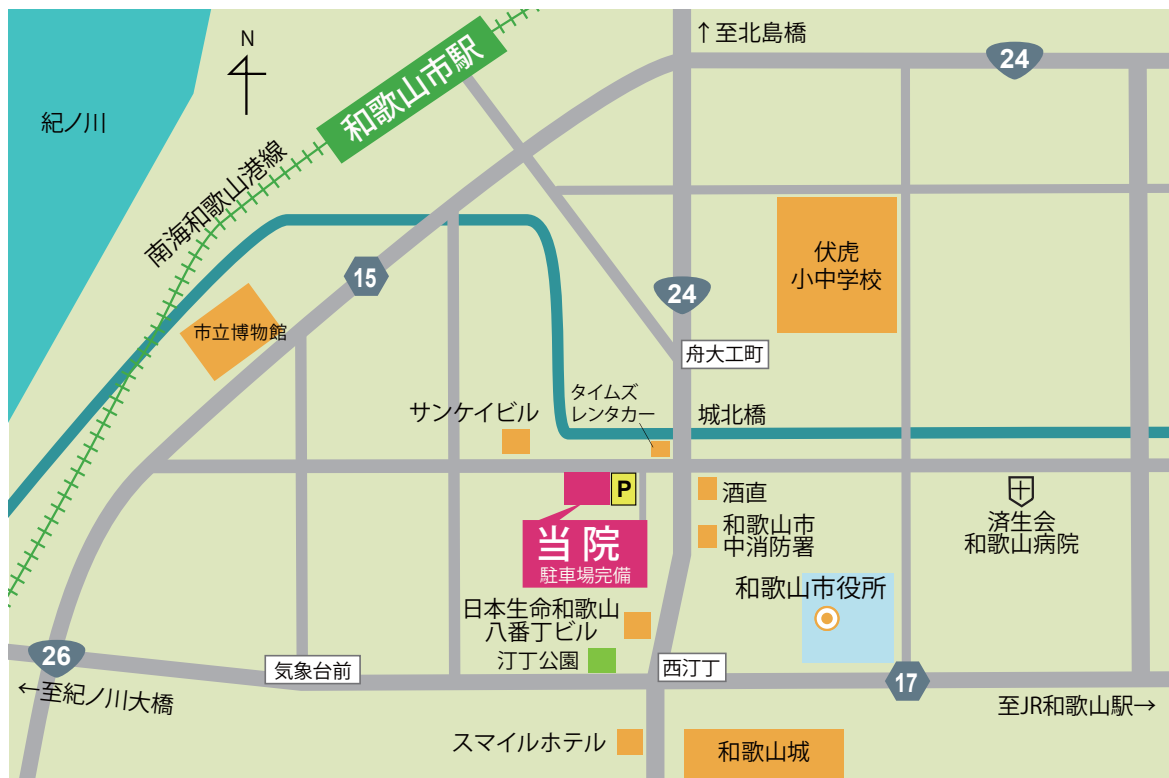 ↑至北島橋
N
24
和歌山市駅
紀ノ川
南海和歌山港線
伏虎
小中学校
15
24
市立博物館
舟大工町
タイムズ
レンタカー
サンケイビル
城北橋
P
酒直
済生会
和歌山病院
当院
駐車場完備
和歌山市
中消防署
和歌山市役所
日本生命和歌山
八番丁ビル
汀丁公園
26
気象台前
西汀丁
17
←至紀ノ川大橋
至JR和歌山駅→
スマイルホテル
和歌山城